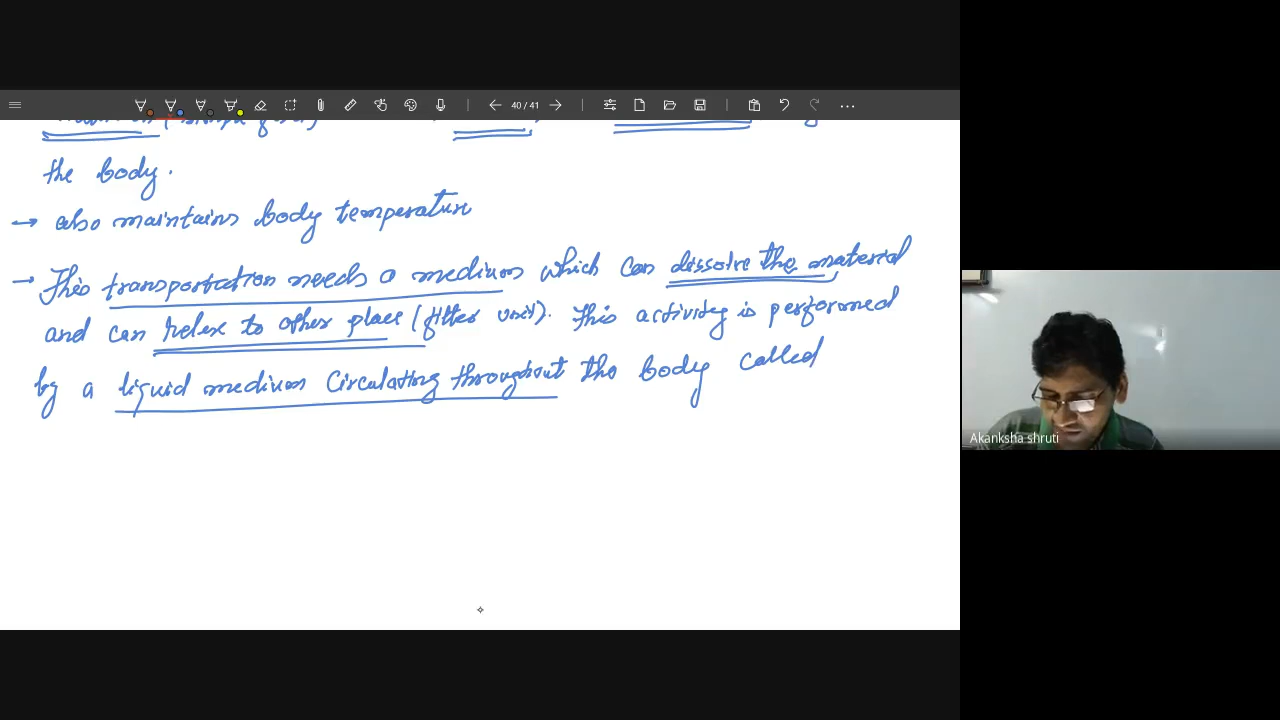 40 / 41
the body.
→ also maintains body temperature
→ This transportation needs a medium which can dissolve the material
and can relex to other place (filter unit). This activity is performed
by a liquid medium circulating throughout the body called
Akanksha shruti